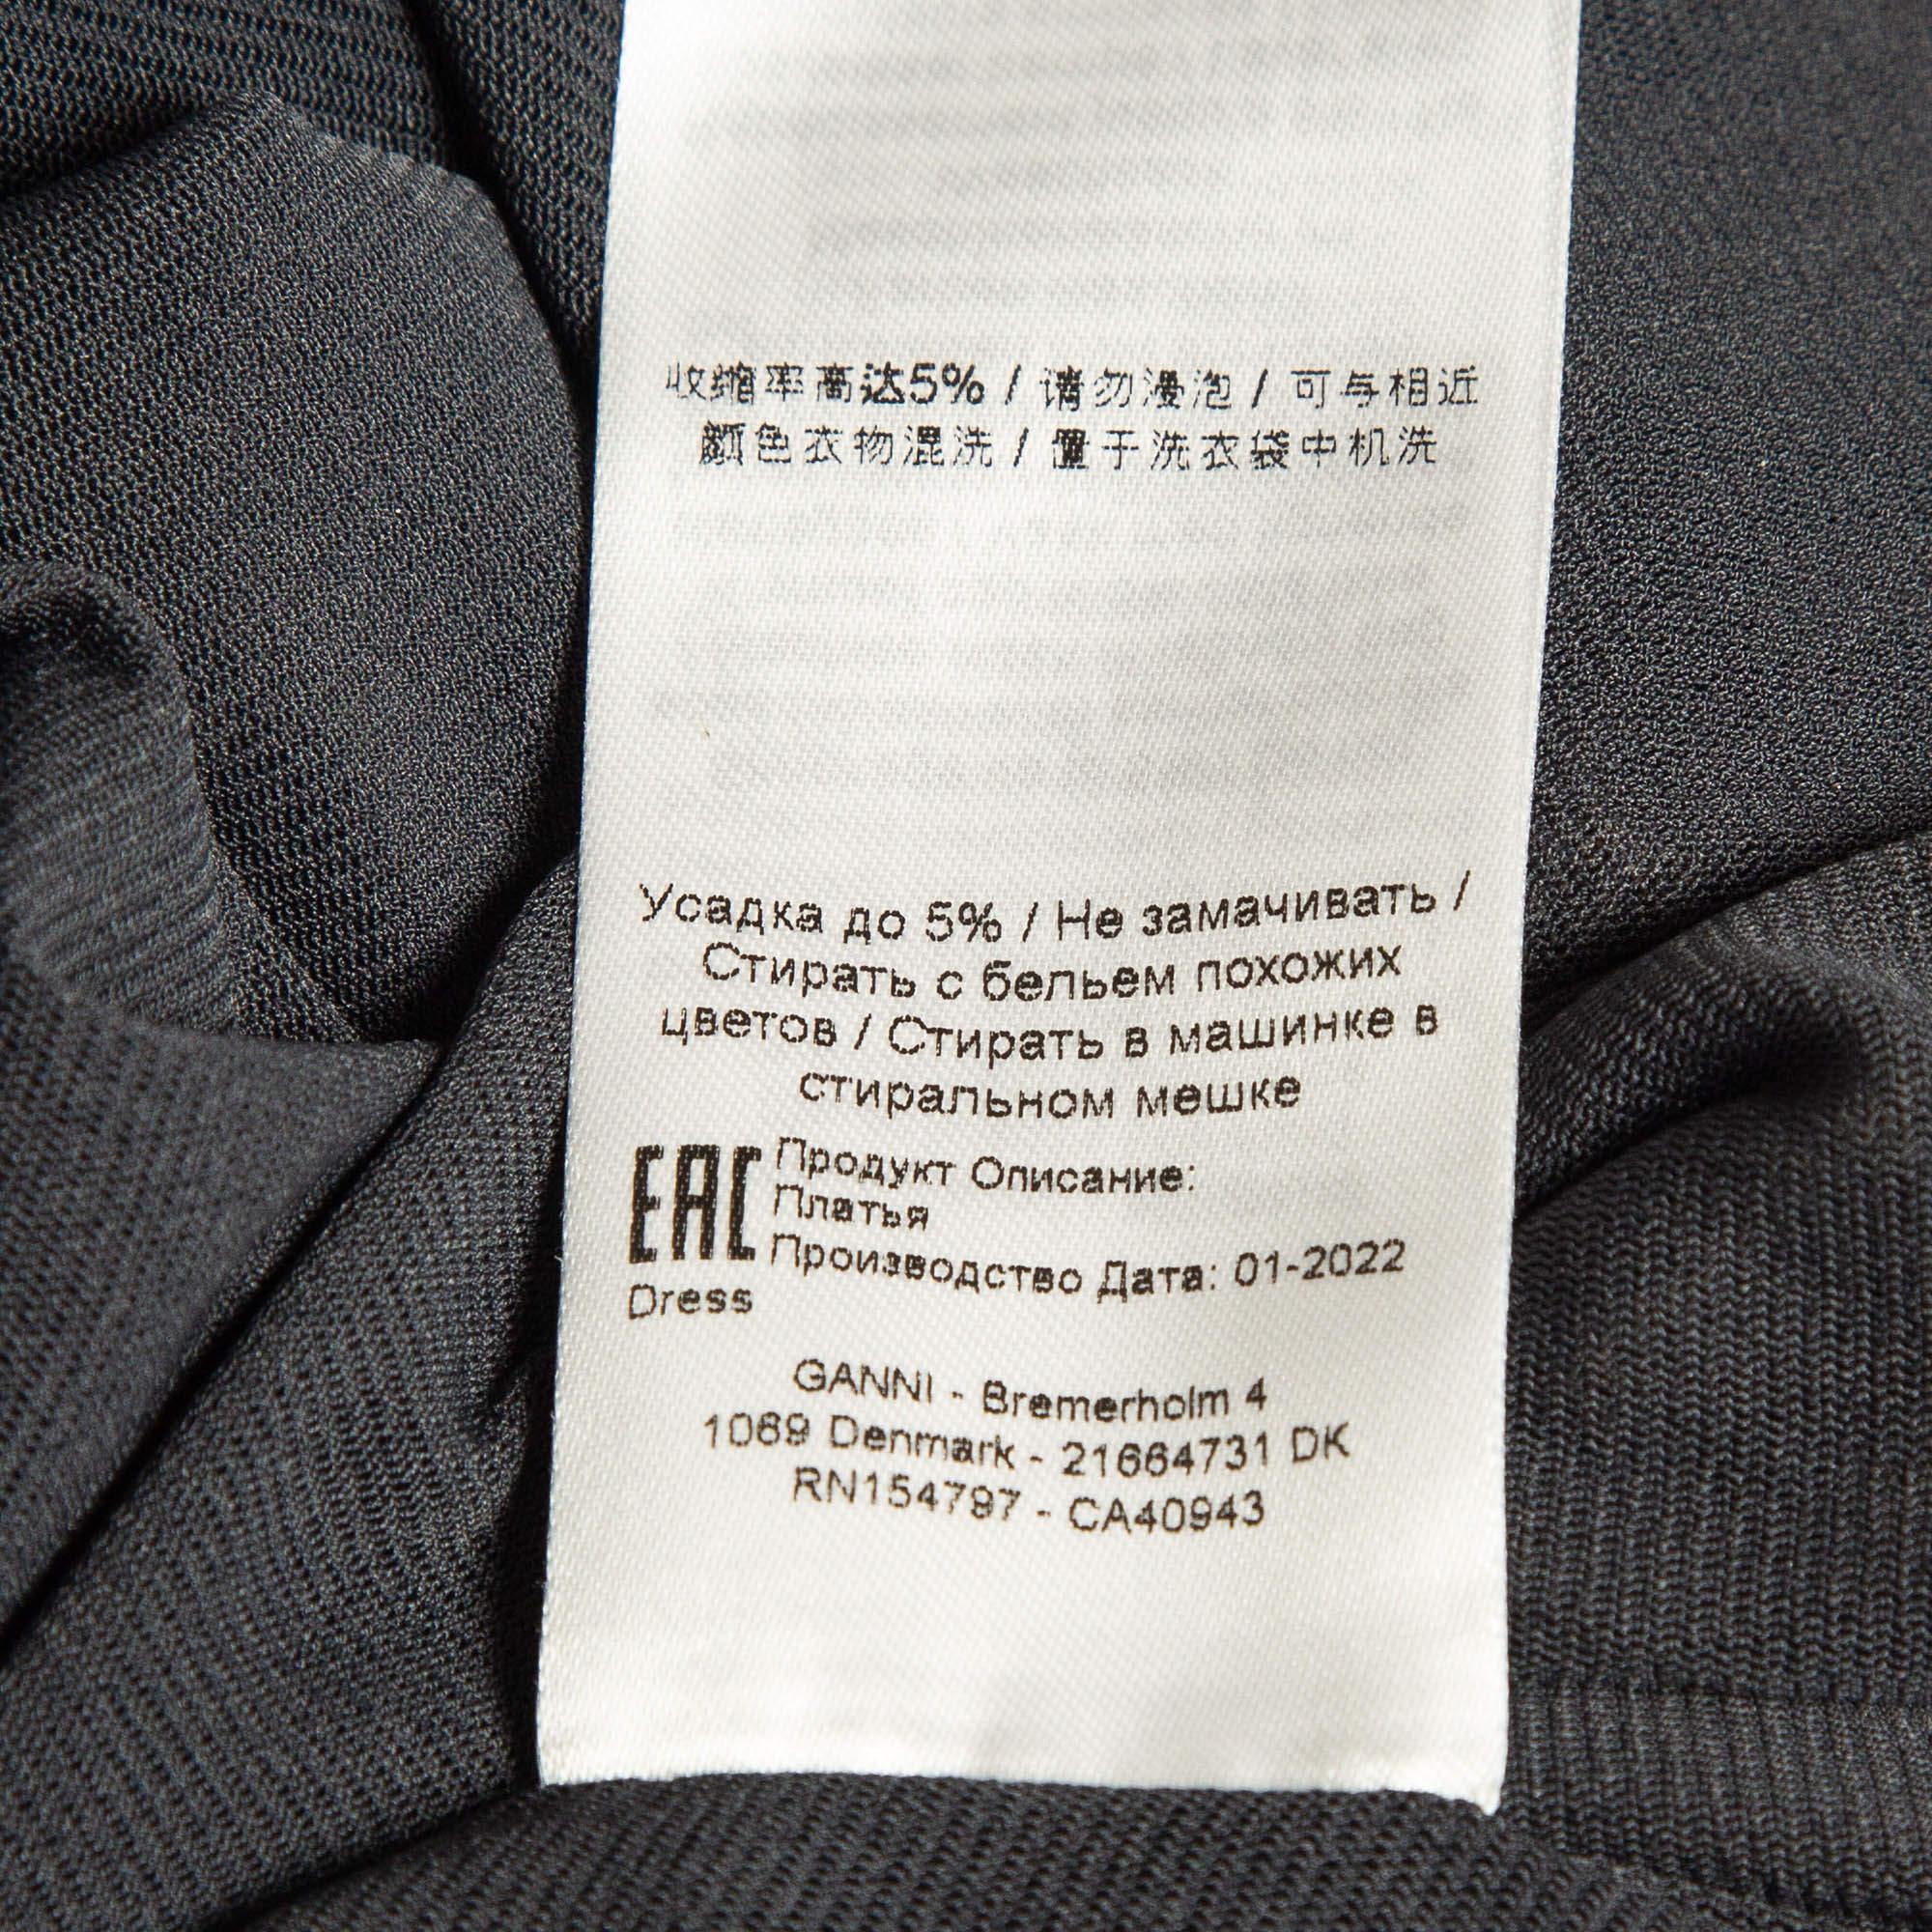 收缩率高达5% / 请勿浸泡 / 可与相近
颜色衣物混洗 / 置于洗衣袋中机洗
Усадка до 5% / Не замачивать /
Стирать с бельем похожих
цветов / Стирать в машинке в
стиральном мешке
EAC Продукт Описание:
Платья
Производство Дата: 01-2022
Dress
GANNI - Bremerholm 4
1069 Denmark - 21664731 DK
RN154797 - CA40943